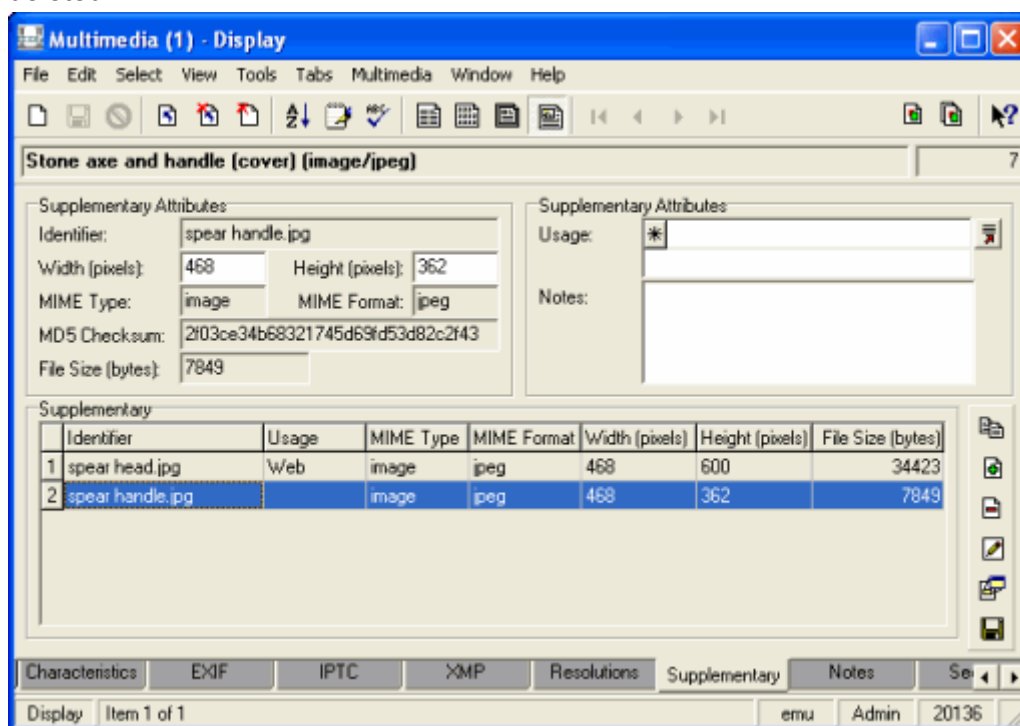 Multimedia (1) - Display
File Edit Select View Tools Tabs Multimedia Window Help
Stone axe and handle (cover) (image/jpeg) 7
Supplementary Attributes
Identifier: spear handle.jpg
Width (pixels): 468 Height (pixels): 362
MIME Type: image MIME Format: jpeg
MD5 Checksum: 2f03ce34b68321745d69fd53d82c2f43
File Size (bytes): 7849
Supplementary Attributes
Usage:
Notes:
Supplementary
Identifier Usage MIME Type MIME Format Width (pixels) Height (pixels) File Size (bytes)
1 spear head.jpg Web image jpeg 468 600 34423
2 spear handle.jpg image jpeg 468 362 7849
Characteristics EXIF IPTC XMP Resolutions Supplementary Notes Se
Display Item 1 of 1 emu Admin 20136